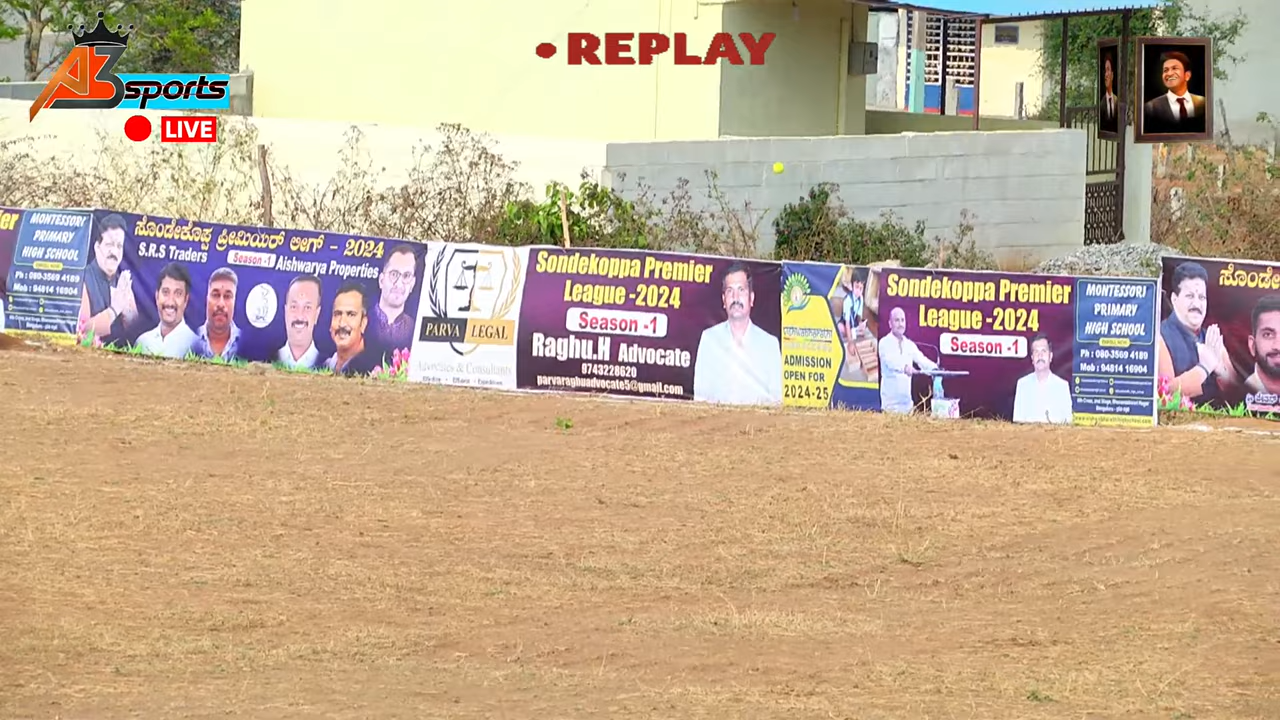 REPLAY
A3
sports
LIVE
er
MONTESSORI
PRIMARY
HIGH SCHOOL
Ph : 080-3569 4189
Mob : 94814 16904
ಸೊಂಡೇಕೊಪ್ಪ ಪ್ರೀಮಿಯರ್ ಲೀಗ್ - 2024
S.R.S Traders
Season -1
Aishwarya Properties
PARVA LEGAL
Advocates & Consultants
Sondekoppa Premier
League -2024
Season -1
Raghu.H Advocate
9743228620
parvaraghuadvocate5@gmail.com
ADMISSION
OPEN FOR
2024-25
Sondekoppa Premier
League -2024
Season -1
MONTESSORI
PRIMARY
HIGH SCHOOL
Ph : 080-3569 4189
Mob : 94814 16904
ಸೊಂಡೇ